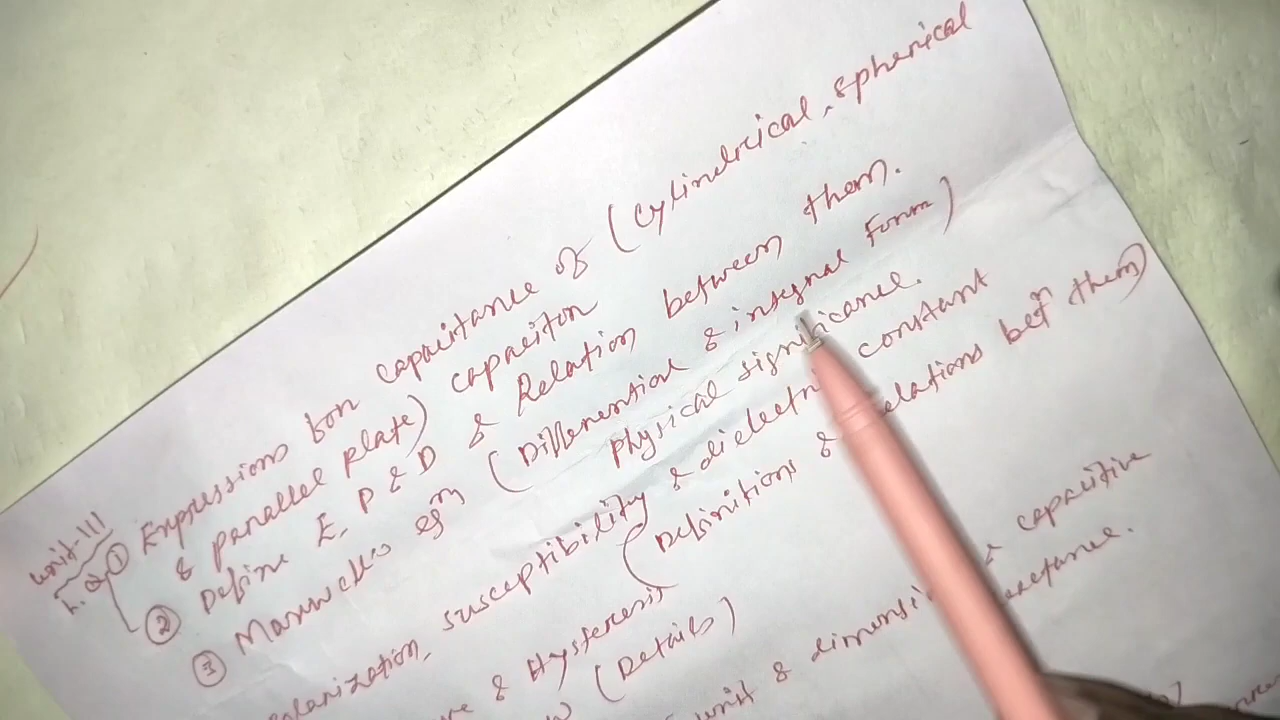 Unit-III
① Expressions for capacitance of (cylindrical, spherical
& parallel plate) capacitor
② Define E, P & D & Relation between them.
③ Maxwell's eqn (Differential & integral Form)
Physical significance.
polarization, susceptibility & dielectric constant
(Definitions & relations betn them)
& Hysteresis
(Details)
unit & dimension & capacitive
reactance.